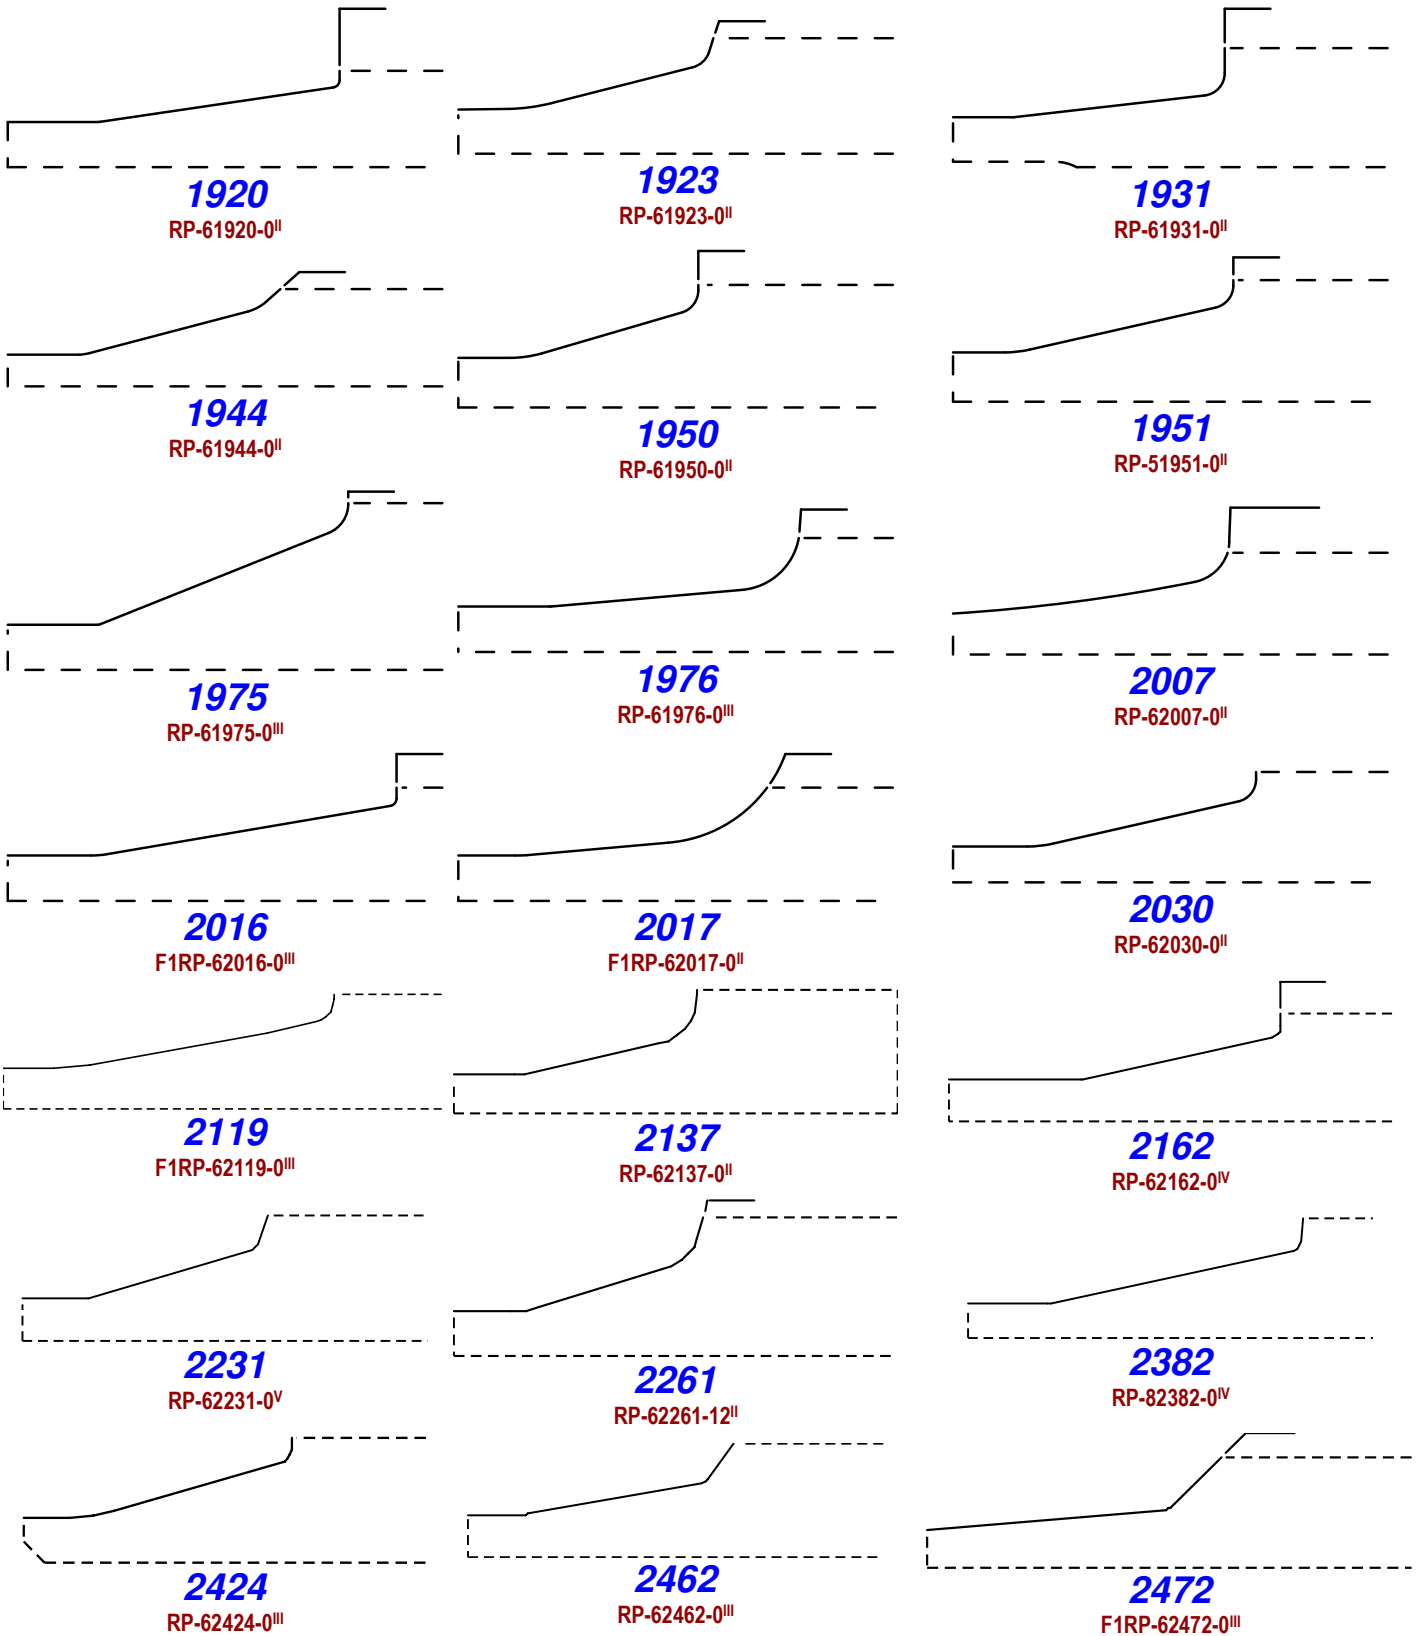 1920
RP-61920-0II
1923
RP-61923-0II
1931
RP-61931-0II
1944
RP-61944-0II
1950
RP-61950-0II
1951
RP-51951-0II
1975
RP-61975-0III
1976
RP-61976-0III
2007
RP-62007-0II
2016
F1RP-62016-0III
2017
F1RP-62017-0II
2030
RP-62030-0II
2119
F1RP-62119-0III
2137
RP-62137-0II
2162
RP-62162-0IV
2231
RP-62231-0V
2261
RP-62261-12II
2382
RP-82382-0IV
2424
RP-62424-0III
2462
RP-62462-0III
2472
F1RP-62472-0III